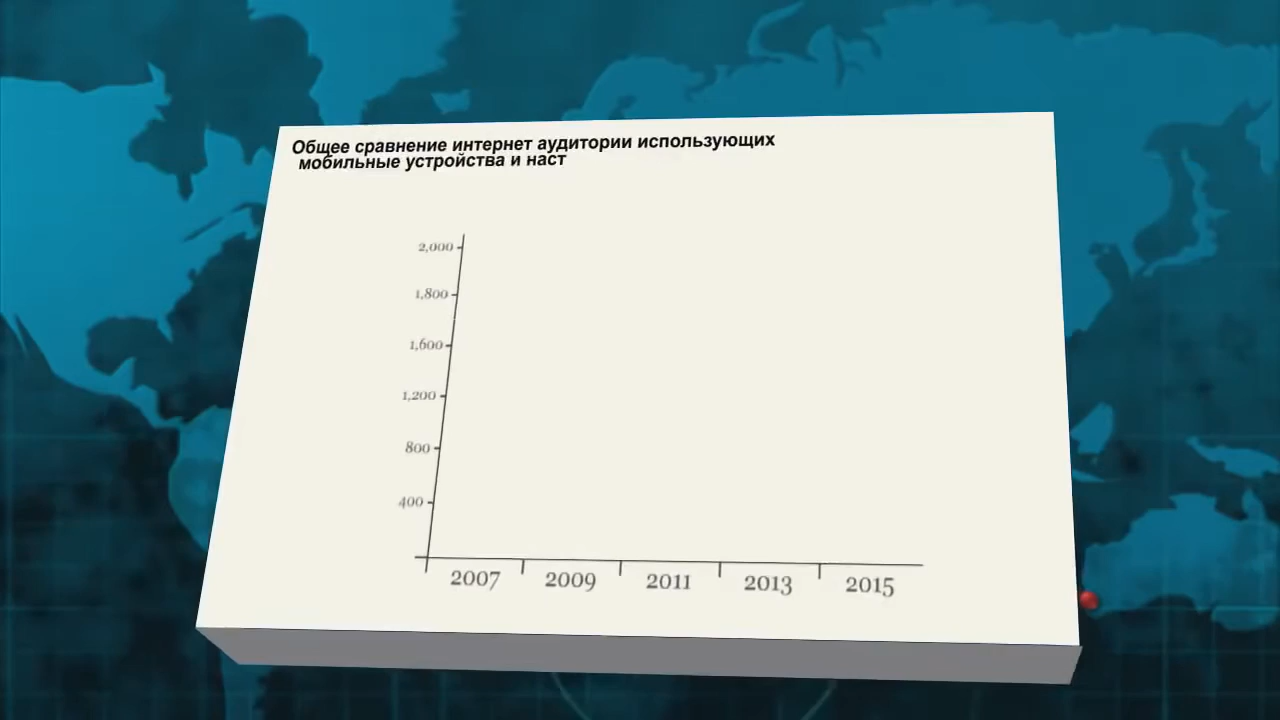 Общее сравнение интернет аудитории использующих
мобильные устройства и наст
2,000
1,800
1,600
1,200
800
400
2007 2009 2011 2013 2015